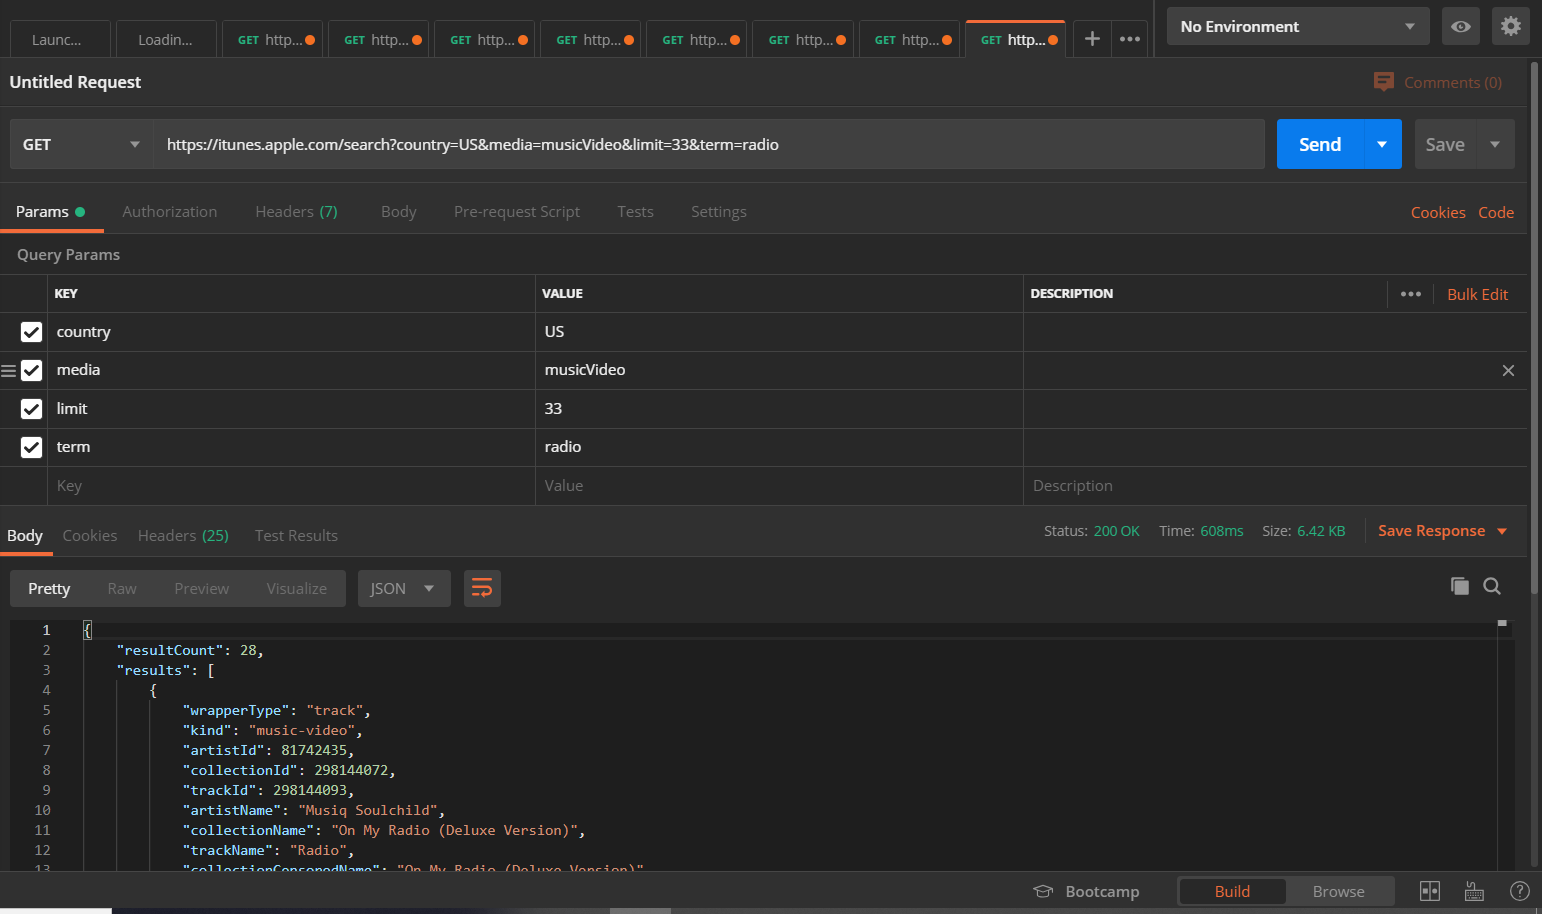 Launc...
Loadin...
GET http...
GET http...
GET http...
GET http...
GET http...
GET http...
GET http...
GET http...
No Environment
Untitled Request
Comments (0)
GET
https://itunes.apple.com/search?country=US&media=musicVideo&limit=33&term=radio
Send
Save
Params
Authorization
Headers (7)
Body
Pre-request Script
Tests
Settings
Cookies
Code
Query Params
KEY
VALUE
DESCRIPTION
Bulk Edit
country
US
media
musicVideo
limit
33
term
radio
Key
Value
Description
Body
Cookies
Headers (25)
Test Results
Status: 200 OK
Time: 608ms
Size: 6.42 KB
Save Response
Pretty
Raw
Preview
Visualize
JSON
1 {
2 "resultCount": 28,
3 "results": [
4 {
5 "wrapperType": "track",
6 "kind": "music-video",
7 "artistId": 81742435,
8 "collectionId": 298144072,
9 "trackId": 298144093,
10 "artistName": "Musiq Soulchild",
11 "collectionName": "On My Radio (Deluxe Version)",
12 "trackName": "Radio",
13 "collectionCensoredName": "On My Radio (Deluxe Version)"
Bootcamp
Build
Browse